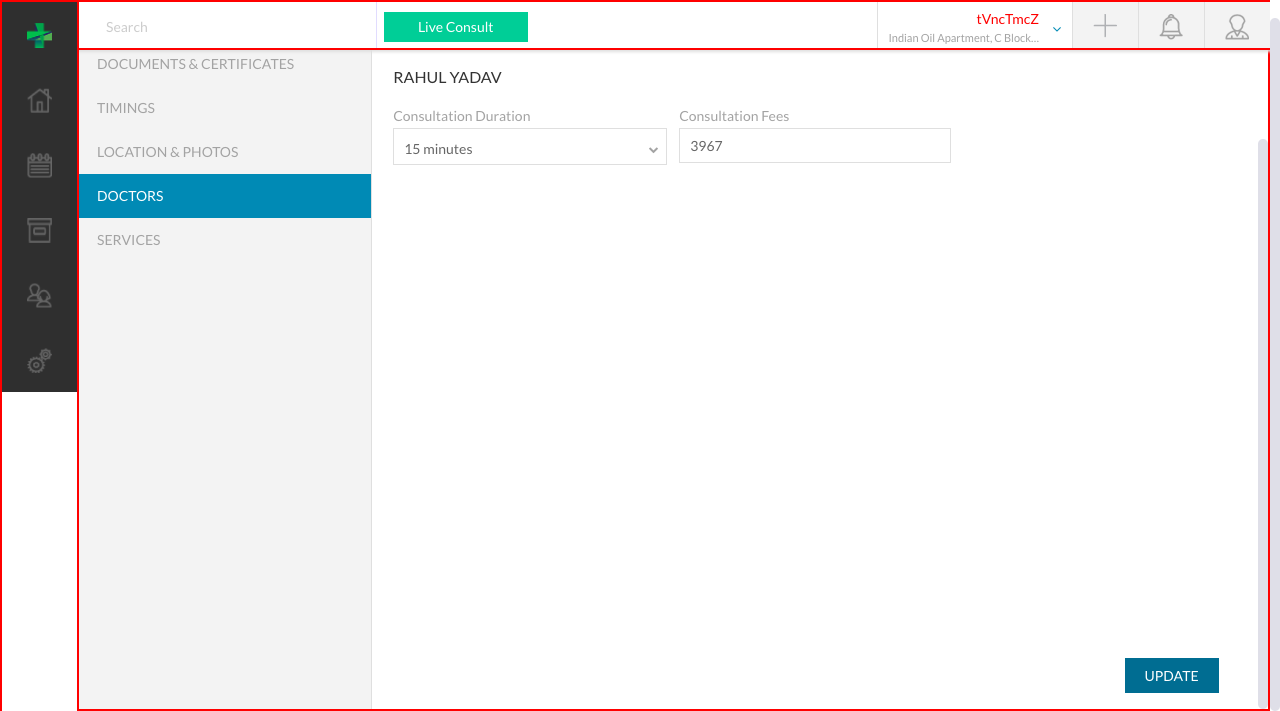 Search
Live Consult
tVncTmcZ
Indian Oil Apartment, C Block...
DOCUMENTS & CERTIFICATES
TIMINGS
LOCATION & PHOTOS
DOCTORS
SERVICES
RAHUL YADAV
Consultation Duration
Consultation Fees
15 minutes
3967
UPDATE